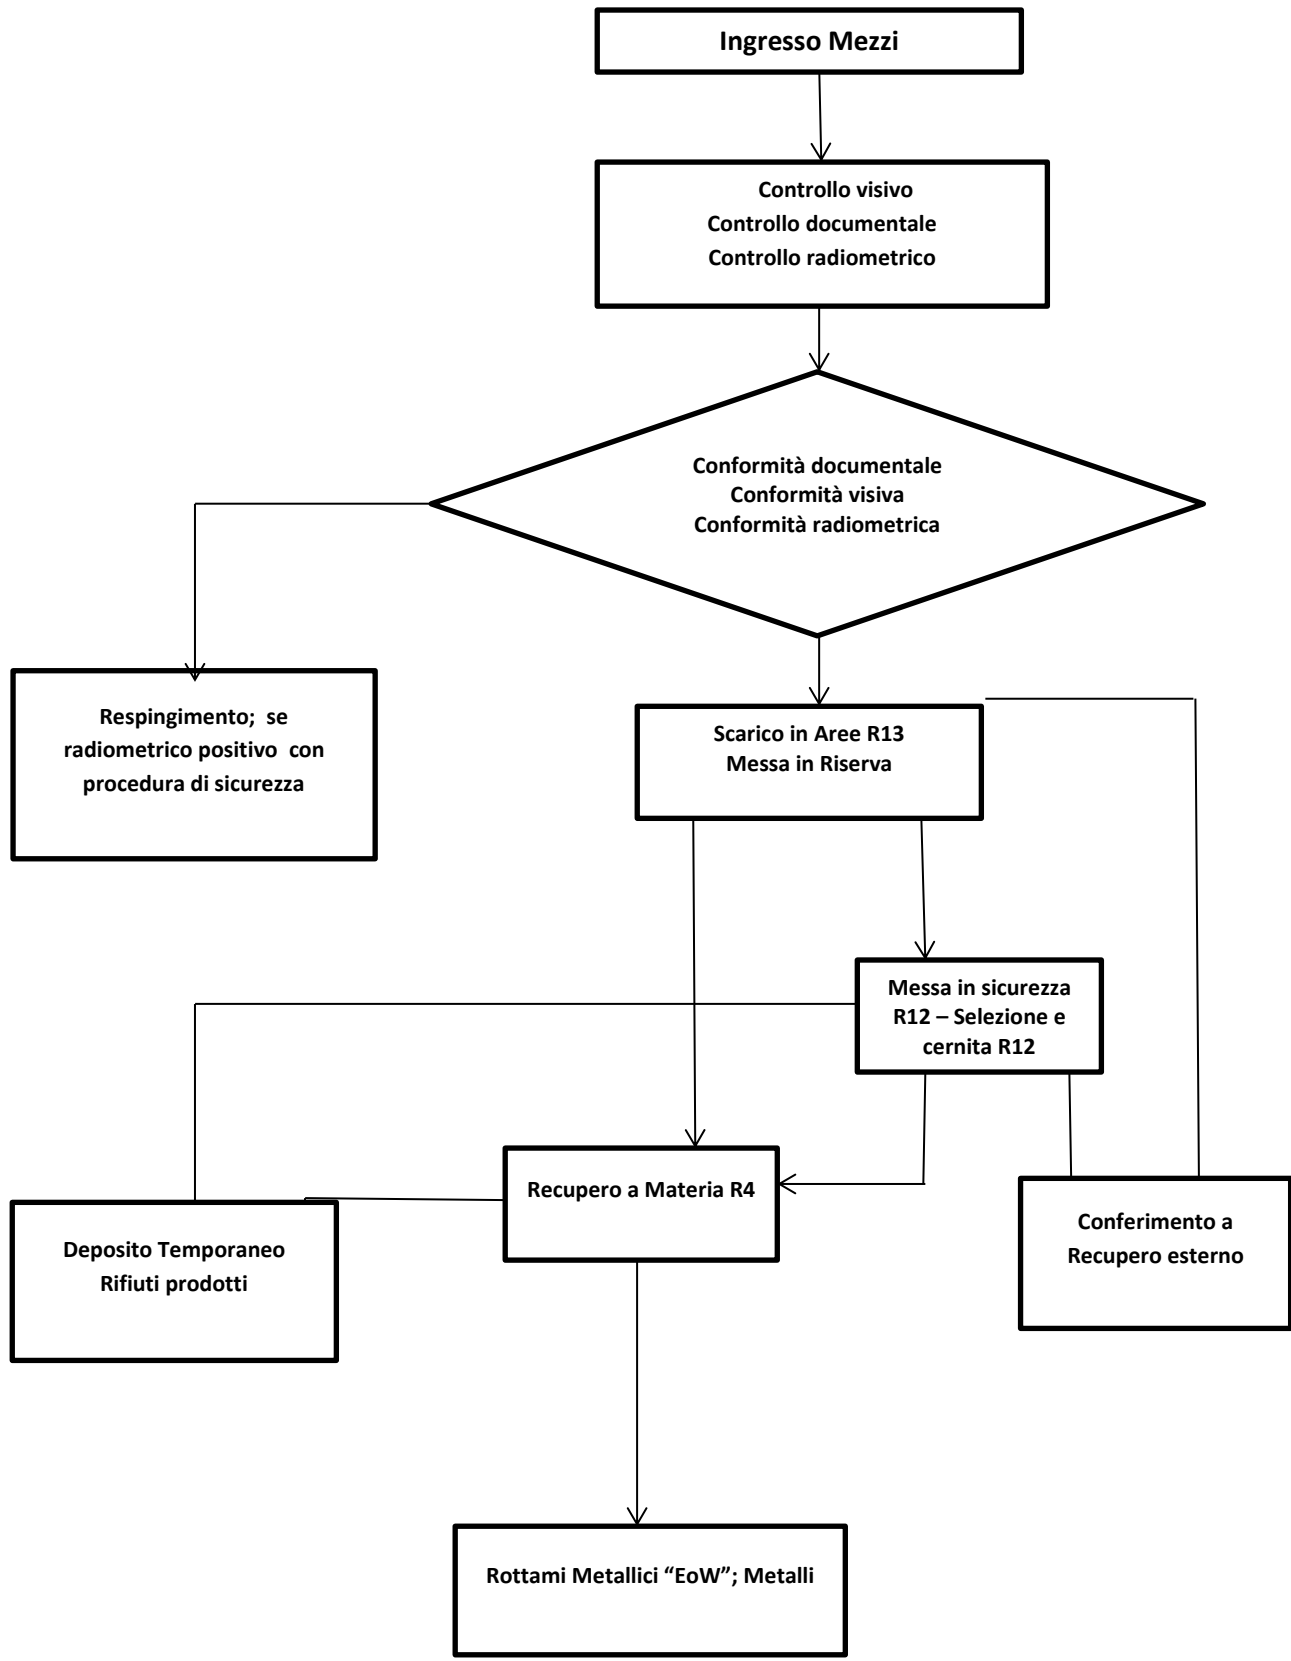 Ingresso Mezzi
Controllo visivo
Controllo documentale
Controllo radiometrico
Conformità documentale
Conformità visiva
Conformità radiometrica
Respingimento; se
radiometrico positivo con
procedura di sicurezza
Scarico in Aree R13
Messa in Riserva
Messa in sicurezza
R12 – Selezione e
cernita R12
Recupero a Materia R4
Deposito Temporaneo
Rifiuti prodotti
Conferimento a
Recupero esterno
Rottami Metallici “EoW”; Metalli